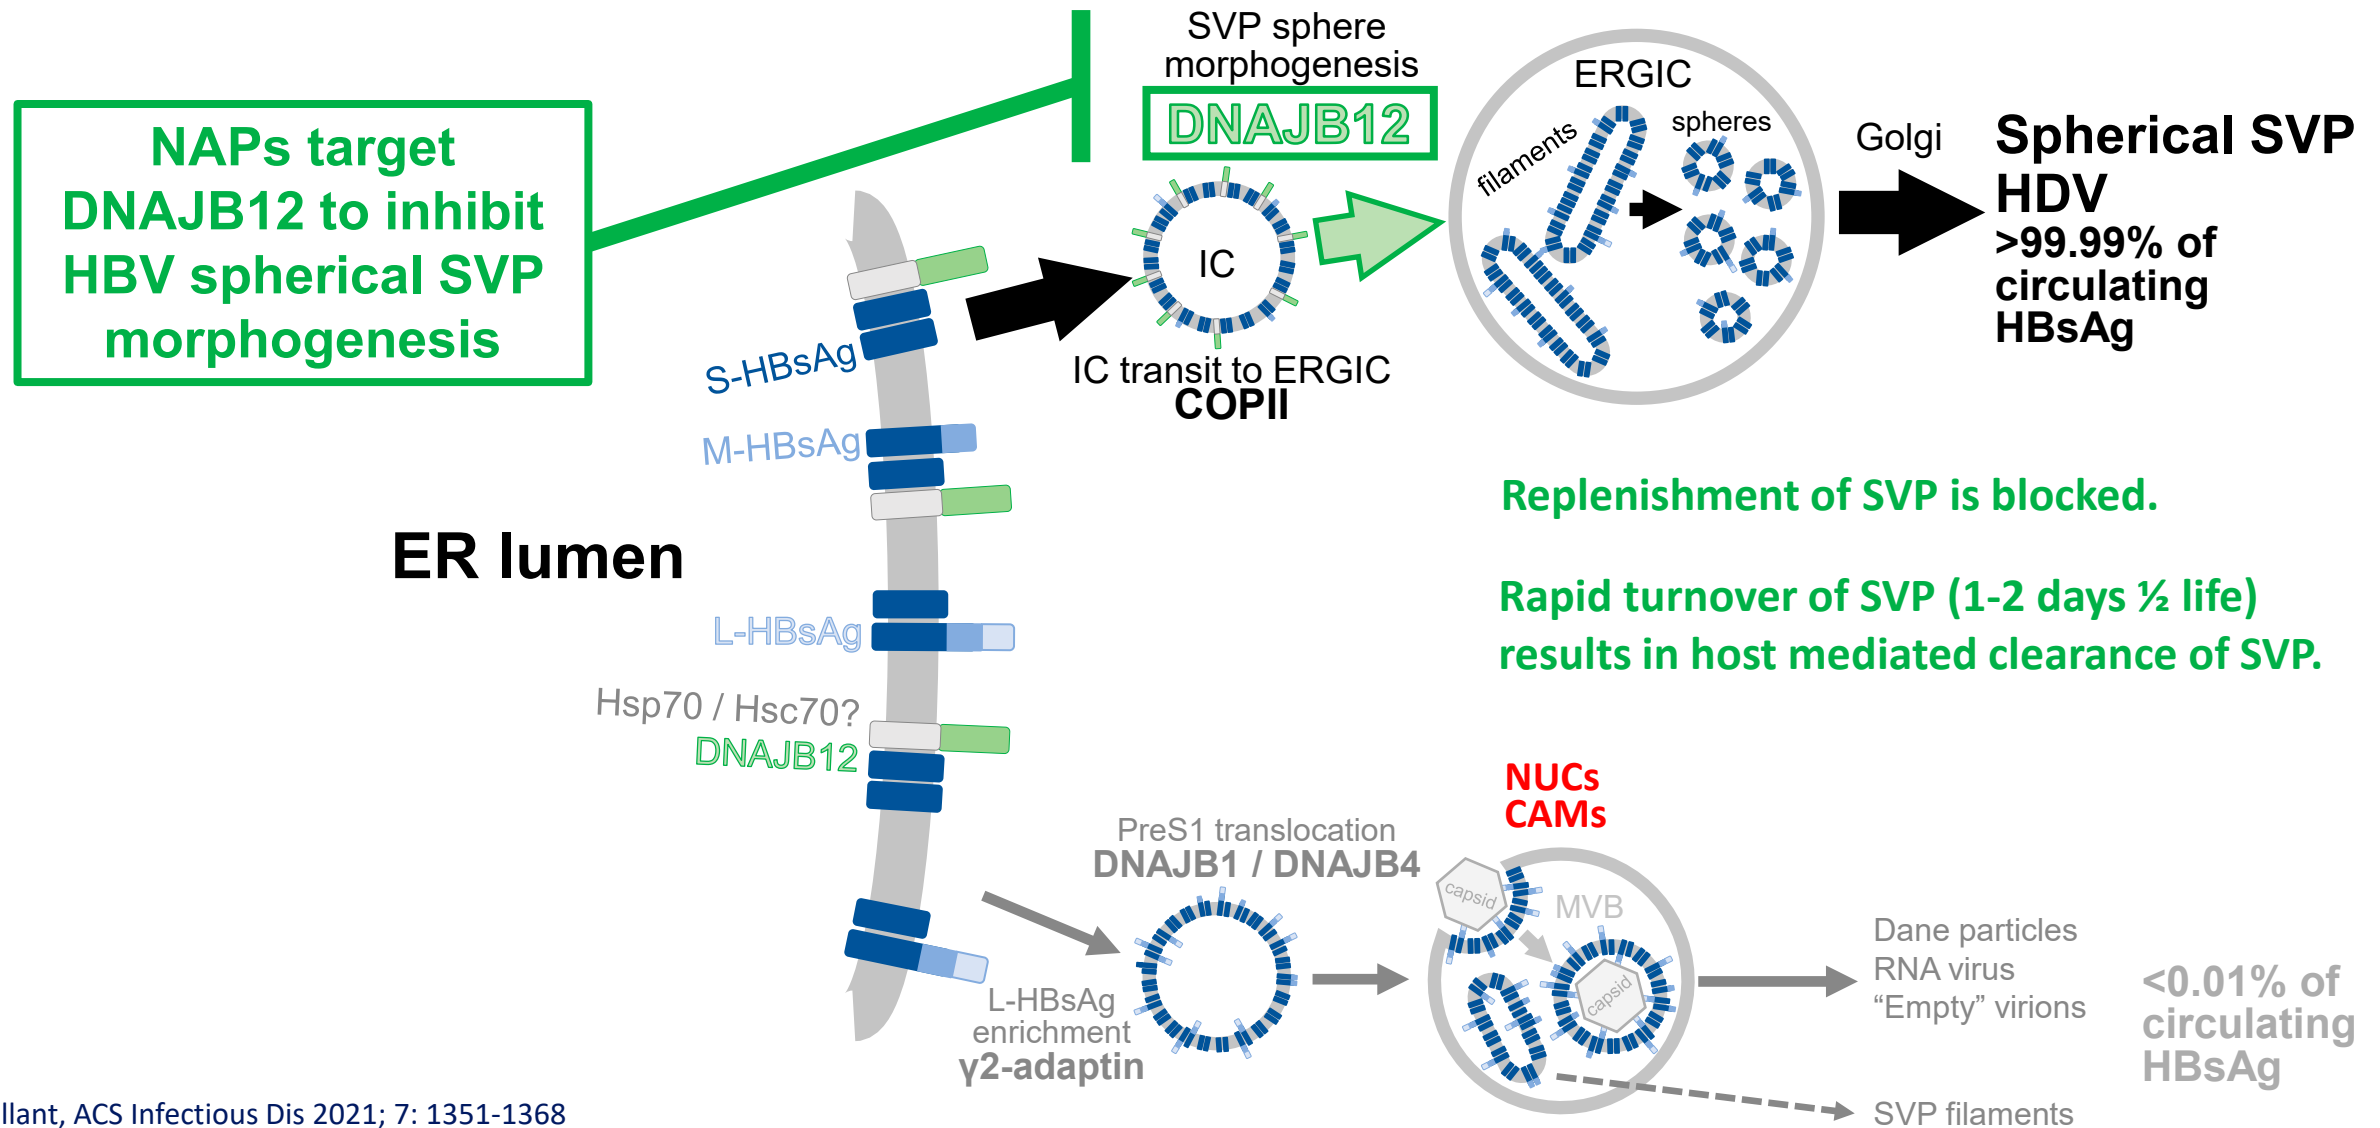 NAPs target
DNAJB12 to inhibit
HBV spherical SVP
morphogenesis
SVP sphere
morphogenesis
DNAJB12
IC
IC transit to ERGIC
COPII
ERGIC
filaments
spheres
Golgi
Spherical SVP
HDV
>99.99% of
circulating
HBsAg
S-HBsAg
M-HBsAg
ER lumen
L-HBsAg
Hsp70 / Hsc70?
DNAJB12
Replenishment of SVP is blocked.
Rapid turnover of SVP (1-2 days ½ life)
results in host mediated clearance of SVP.
NUCs
CAMs
PreS1 translocation
DNAJB1 / DNAJB4
L-HBsAg
enrichment
γ2-adaptin
capsid
MVB
capsid
Dane particles
RNA virus
“Empty” virions
<0.01% of
circulating
HBsAg
SVP filaments
llant, ACS Infectious Dis 2021; 7: 1351-1368